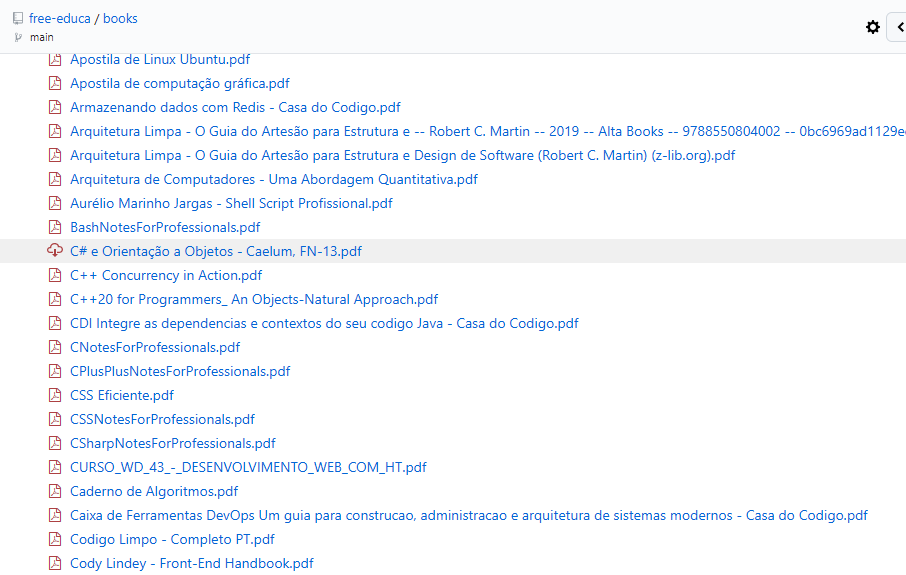 free-educa / books
main
Apostila de Linux Ubuntu.pdf
Apostila de computação gráfica.pdf
Armazenando dados com Redis - Casa do Codigo.pdf
Arquitetura Limpa - O Guia do Artesão para Estrutura e -- Robert C. Martin -- 2019 -- Alta Books -- 9788550804002 -- 0bc6969ad1129e
Arquitetura Limpa - O Guia do Artesão para Estrutura e Design de Software (Robert C. Martin) (z-lib.org).pdf
Arquitetura de Computadores - Uma Abordagem Quantitativa.pdf
Aurélio Marinho Jargas - Shell Script Profissional.pdf
BashNotesForProfessionals.pdf
C# e Orientação a Objetos - Caelum, FN-13.pdf
C++ Concurrency in Action.pdf
C++20 for Programmers_ An Objects-Natural Approach.pdf
CDI Integre as dependencias e contextos do seu codigo Java - Casa do Codigo.pdf
CNotesForProfessionals.pdf
CPlusPlusNotesForProfessionals.pdf
CSS Eficiente.pdf
CSSNotesForProfessionals.pdf
CSharpNotesForProfessionals.pdf
CURSO_WD_43_-_DESENVOLVIMENTO_WEB_COM_HT.pdf
Caderno de Algoritmos.pdf
Caixa de Ferramentas DevOps Um guia para construcao, administracao e arquitetura de sistemas modernos - Casa do Codigo.pdf
Codigo Limpo - Completo PT.pdf
Cody Lindey - Front-End Handbook.pdf